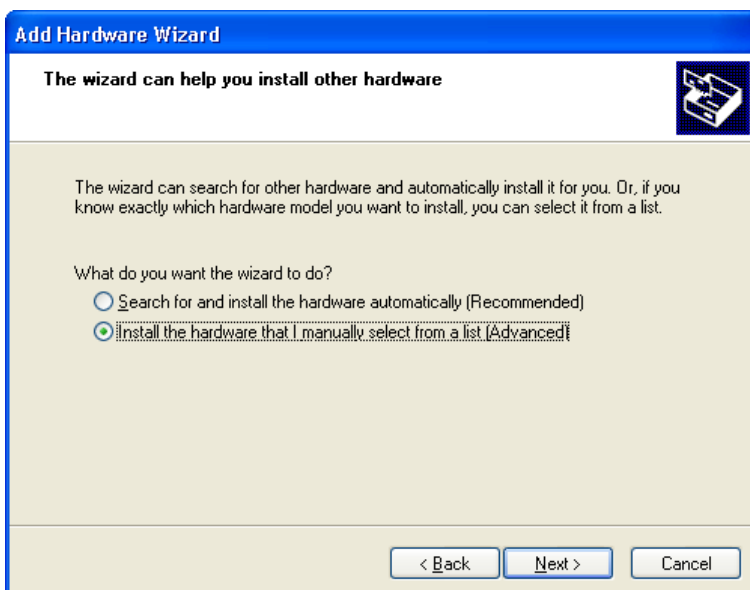 Add Hardware Wizard
The wizard can help you install other hardware
The wizard can search for other hardware and automatically install it for you. Or, if you
know exactly which hardware model you want to install, you can select it from a list.
What do you want the wizard to do?
Search for and install the hardware automatically (Recommended)
Install the hardware that I manually select from a list (Advanced)
< Back Next > Cancel